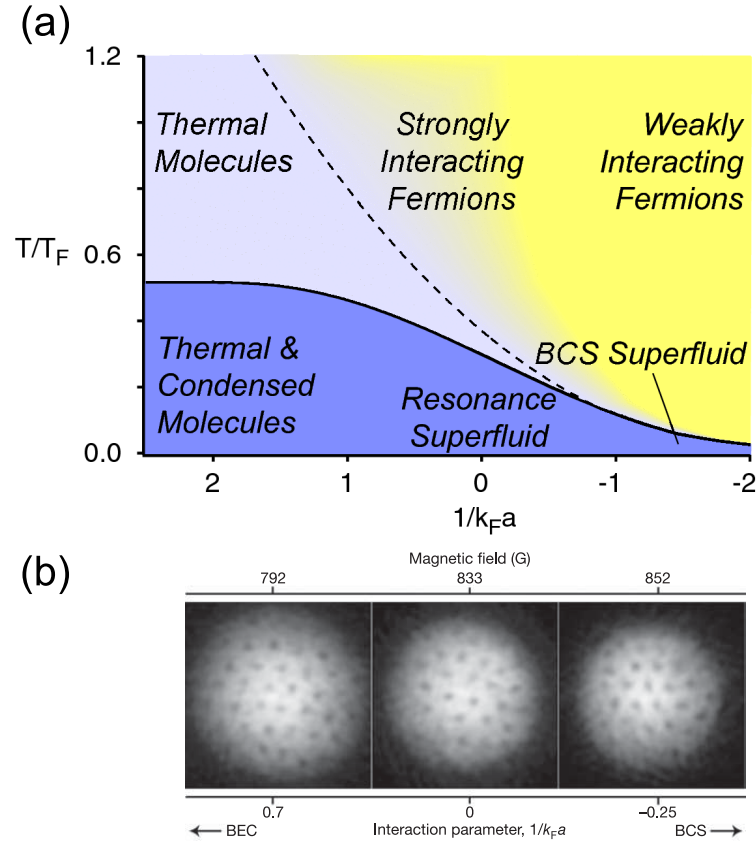 (a)
1.2
Thermal
Molecules
Strongly
Interacting
Fermions
Weakly
Interacting
Fermions
T/T_F
0.6
BCS Superfluid
Thermal &
Condensed
Molecules
Resonance
Superfluid
0.0
2 1 0 -1 -2
1/k_Fa
(b)
Magnetic field (G)
792 833 852
0.7 0 −0.25
← BEC Interaction parameter, 1/k_Fa BCS →